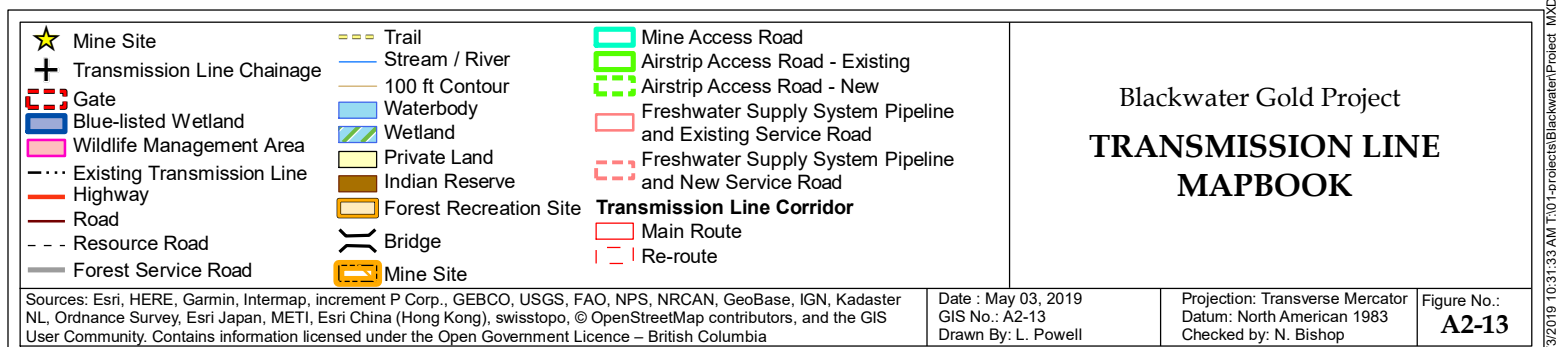 Mine Site
Transmission Line Chainage
Gate
Blue-listed Wetland
Wildlife Management Area
Existing Transmission Line
Highway
Road
Resource Road
Forest Service Road
Trail
Stream / River
100 ft Contour
Waterbody
Wetland
Private Land
Indian Reserve
Forest Recreation Site
Bridge
Mine Site
Mine Access Road
Airstrip Access Road - Existing
Airstrip Access Road - New
Freshwater Supply System Pipeline
and Existing Service Road
Freshwater Supply System Pipeline
and New Service Road
Transmission Line Corridor
Main Route
Re-route
Blackwater Gold Project
TRANSMISSION LINE
MAPBOOK
Sources: Esri, HERE, Garmin, Intermap, increment P Corp., GEBCO, USGS, FAO, NPS, NRCAN, GeoBase, IGN, Kadaster
NL, Ordnance Survey, Esri Japan, METI, Esri China (Hong Kong), swisstopo, © OpenStreetMap contributors, and the GIS
User Community. Contains information licensed under the Open Government Licence – British Columbia
Date : May 03, 2019
GIS No.: A2-13
Drawn By: L. Powell
Projection: Transverse Mercator
Datum: North American 1983
Checked by: N. Bishop
Figure No.:
A2-13
3/2019 10:31:33 AM T:\01-projects\Blackwater\Project_MXD